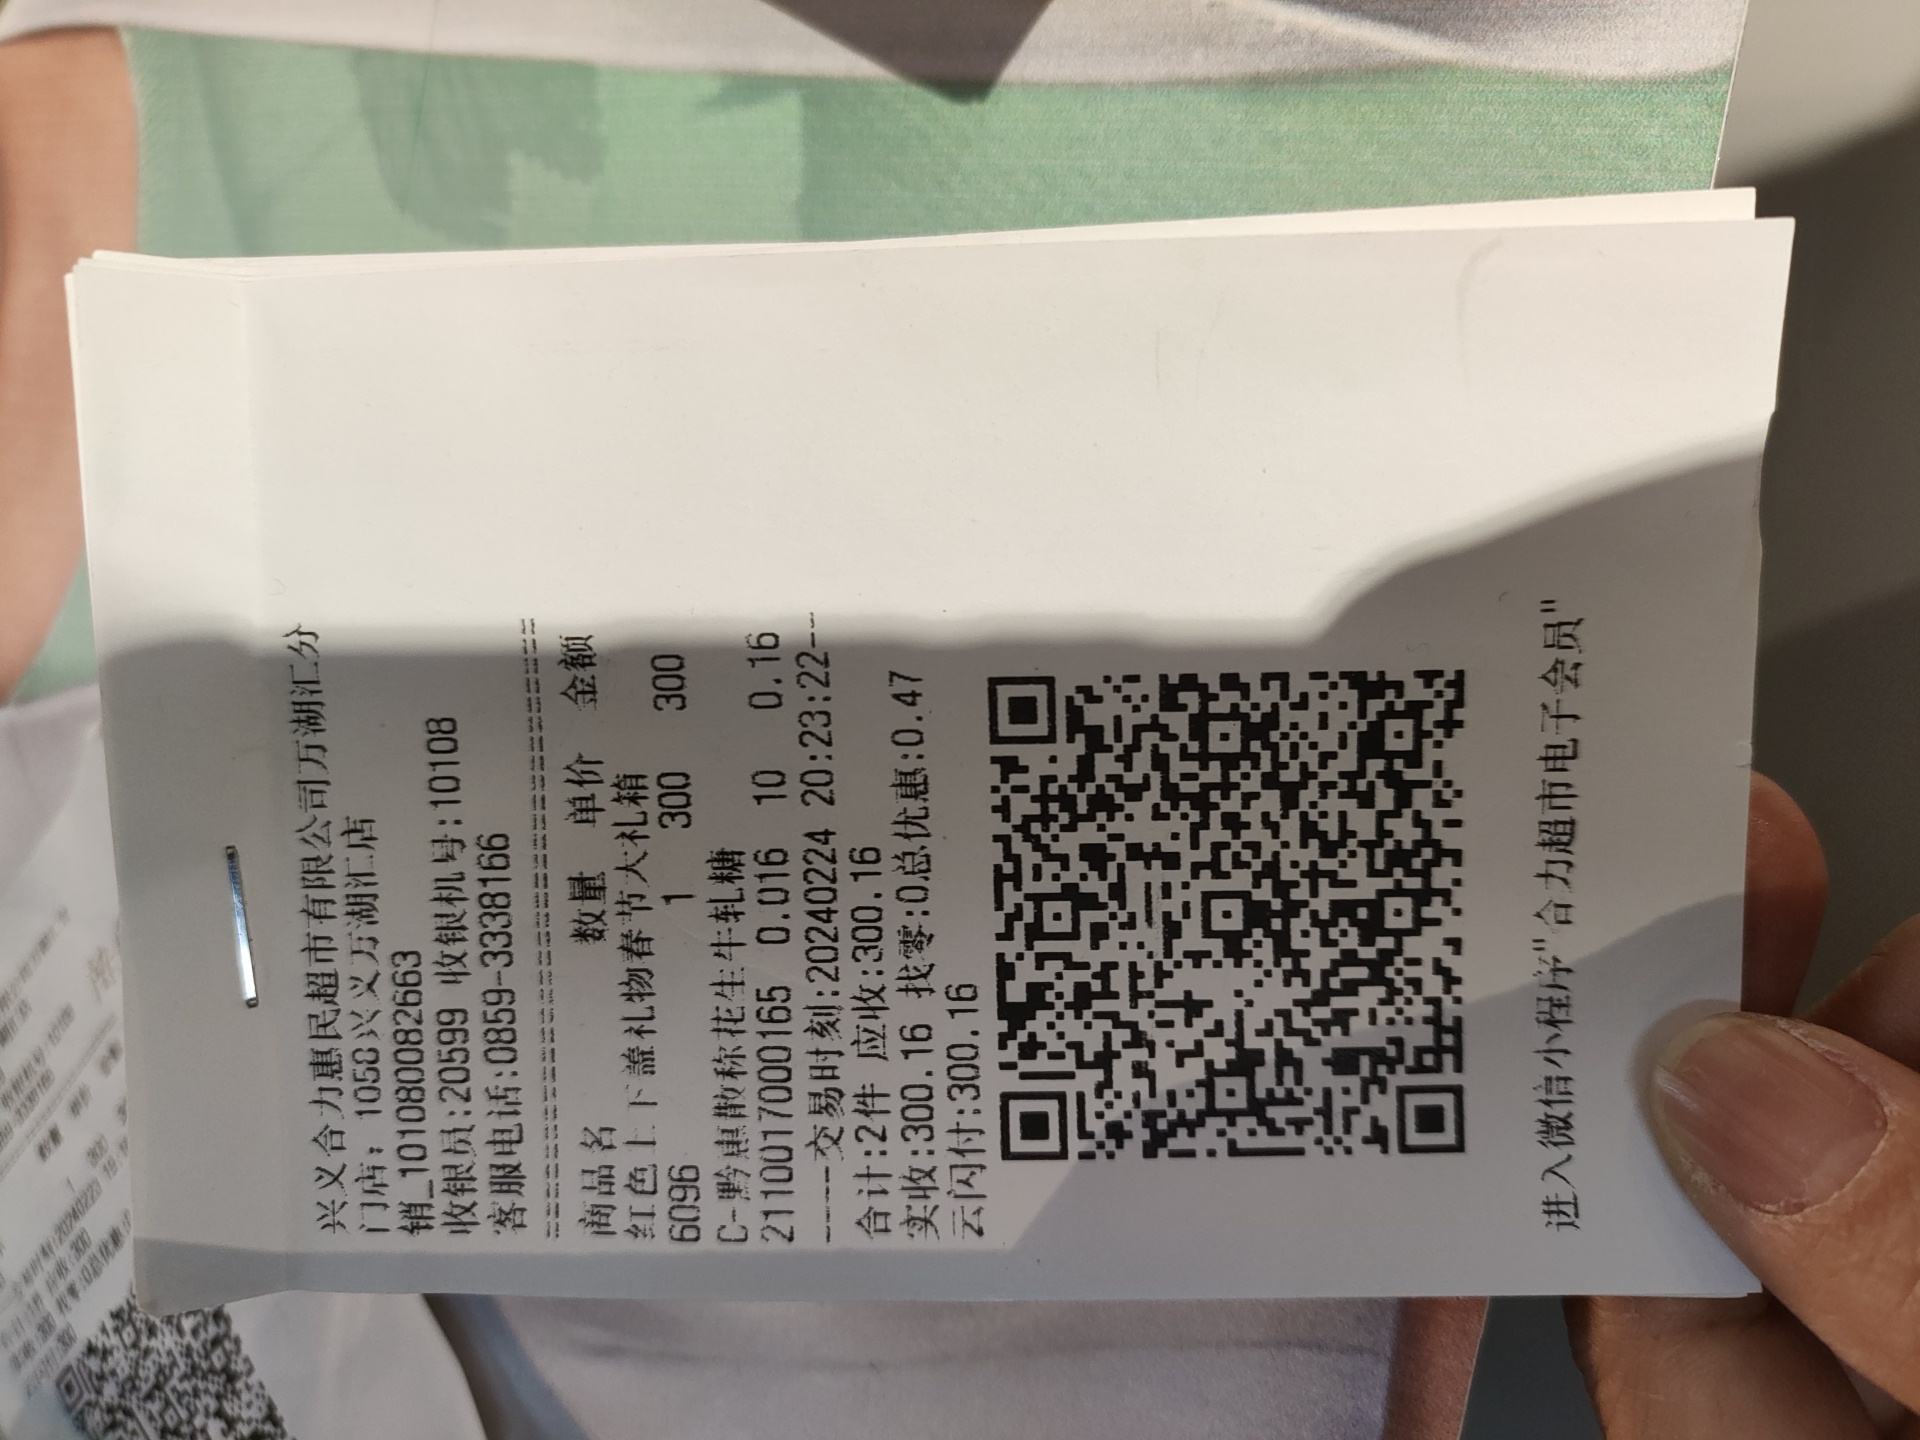 兴义合力惠民超市有限公司万湖汇分
门店：1058兴义万湖汇店
销_101080082663
收银员:20599 收银机号:10108
客服电话:0859-3338166
商品名 数量 单价 金额
红色上下盖礼物春节大礼箱
6096 1 300 300
C-黔惠散称花生牛轧糖
2110017000165 0.016 10 0.16
----交易时刻:20240224 20:23:22--
合计:2件 应收:300.16
实收:300.16 找零:0总优惠:0.47
云闪付:300.16
进入微信小程序"合力超市电子会员"